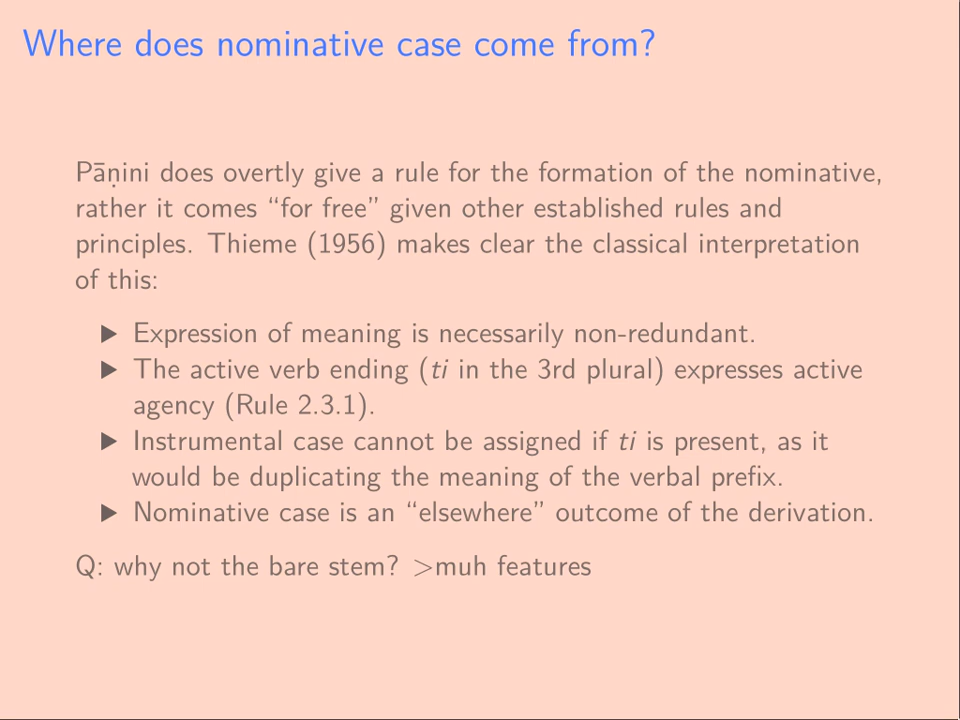 Where does nominative case come from?
Pāṇini does overtly give a rule for the formation of the nominative,
rather it comes “for free” given other established rules and
principles. Thieme (1956) makes clear the classical interpretation
of this:
▶ Expression of meaning is necessarily non-redundant.
▶ The active verb ending (ti in the 3rd plural) expresses active
agency (Rule 2.3.1).
▶ Instrumental case cannot be assigned if ti is present, as it
would be duplicating the meaning of the verbal prefix.
▶ Nominative case is an “elsewhere” outcome of the derivation.
Q: why not the bare stem? >muh features